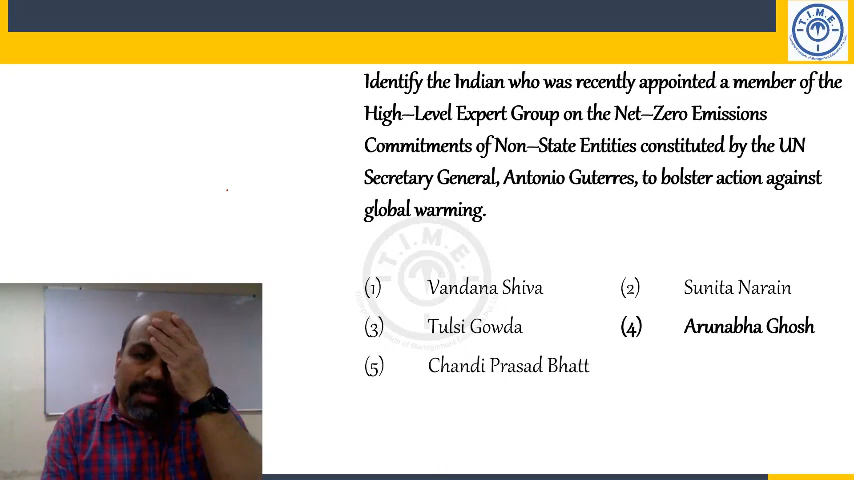 T.I.M.E.
Identify the Indian who was recently appointed a member of the
High–Level Expert Group on the Net–Zero Emissions
Commitments of Non–State Entities constituted by the UN
Secretary General, Antonio Guterres, to bolster action against
global warming.
T.I.M.E.
(1) Vandana Shiva (2) Sunita Narain
(3) Tulsi Gowda (4) Arunabha Ghosh
(5) Chandi Prasad Bhatt